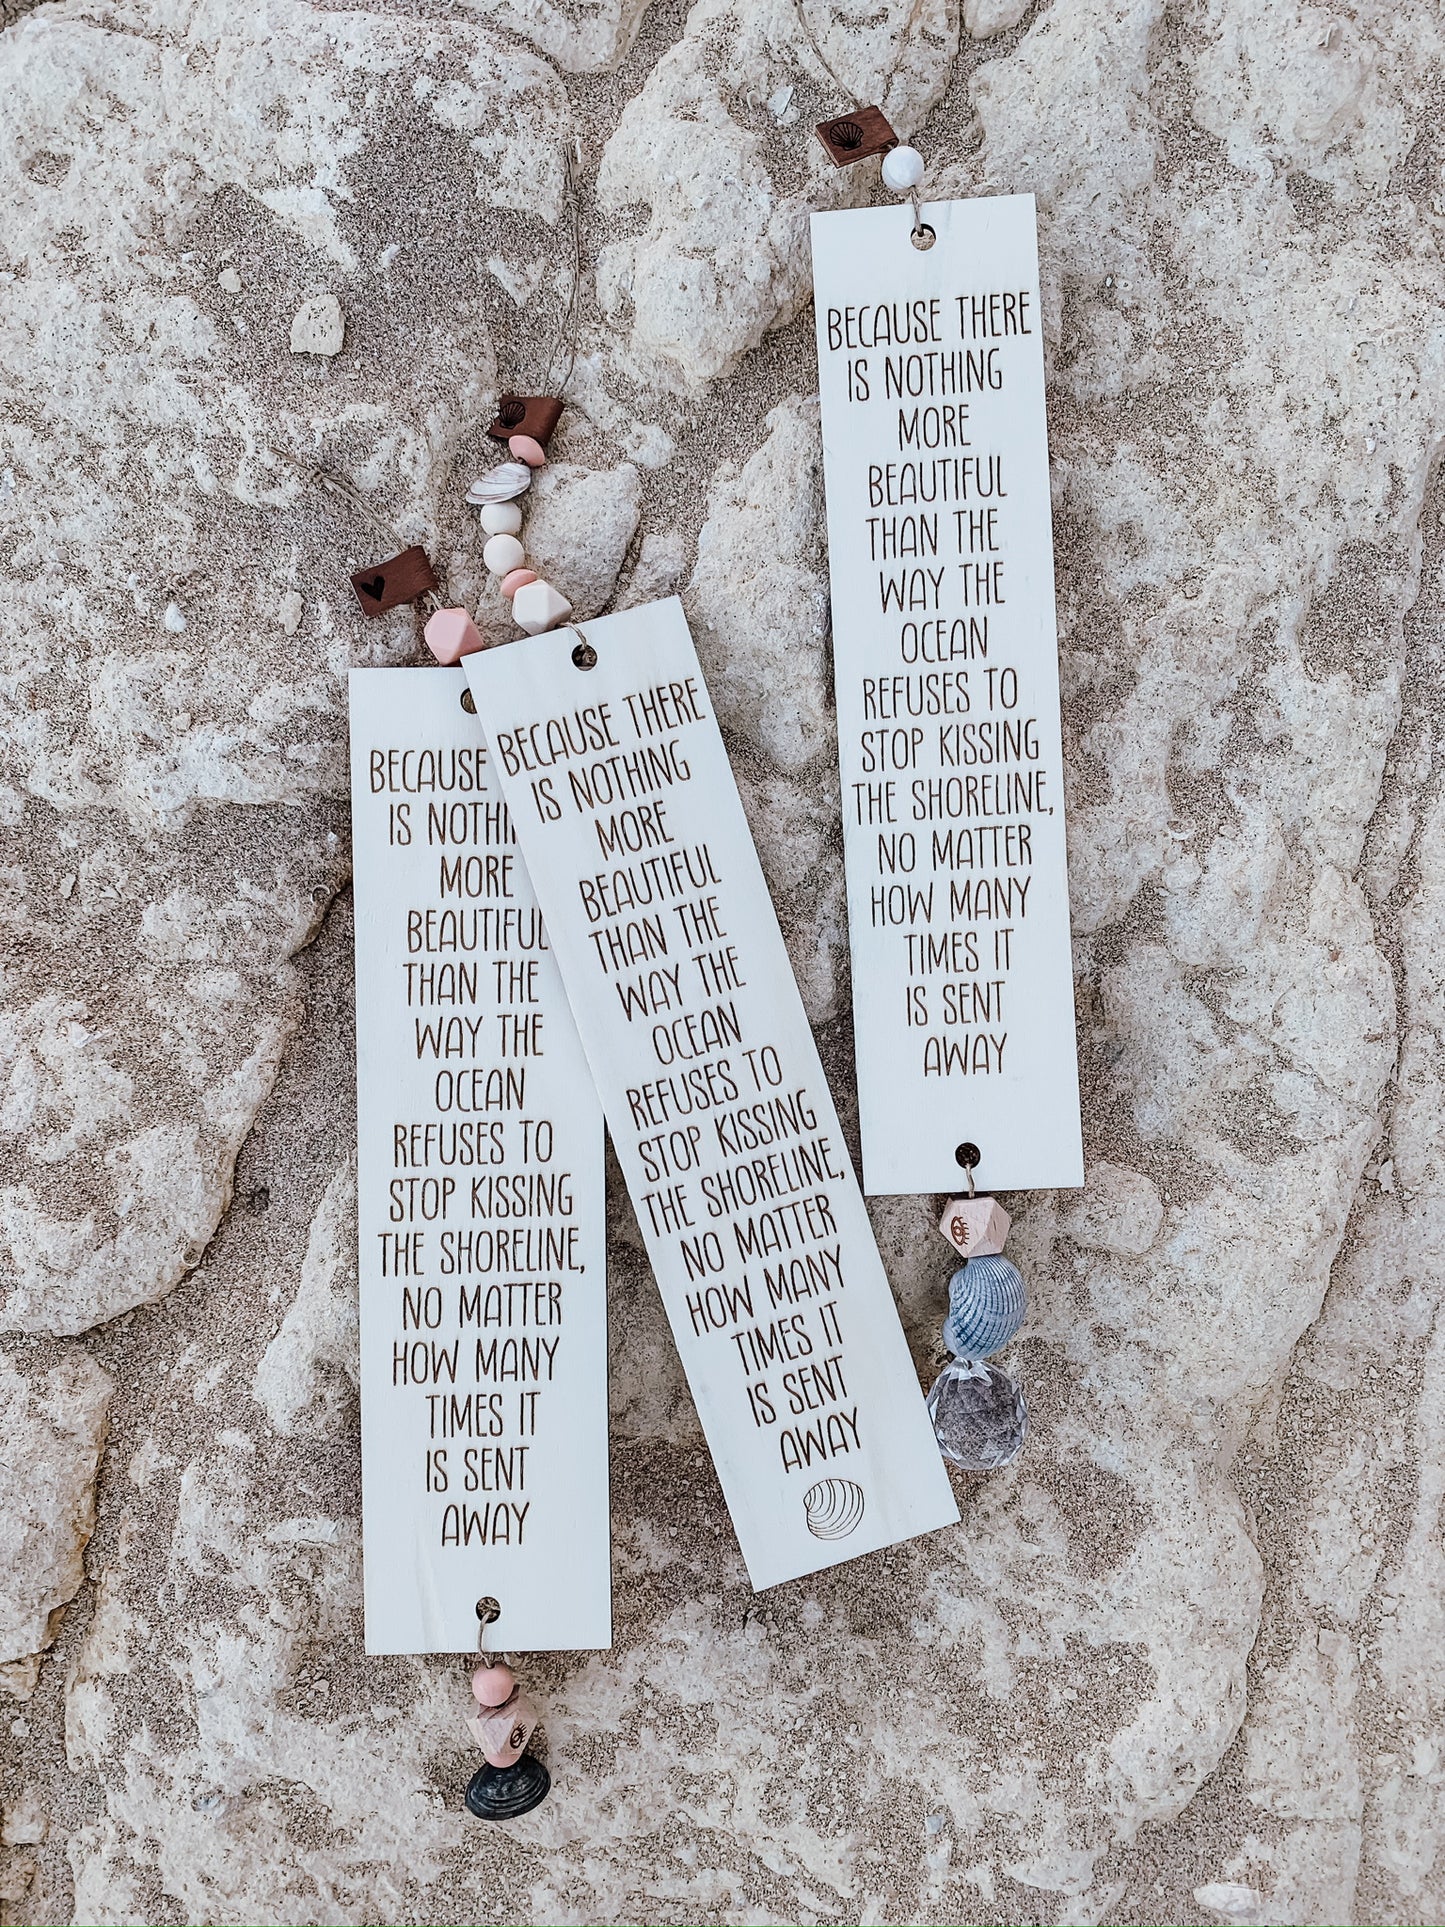 BECAUSE
IS NOTHI
MORE
BEAUTIFUL
THAN THE
WAY THE
OCEAN
REFUSES TO
STOP KISSING
THE SHORELINE,
NO MATTER
HOW MANY
TIMES IT
IS SENT
AWAY
BECAUSE THERE
IS NOTHING
MORE
BEAUTIFUL
THAN THE
WAY THE
OCEAN
REFUSES TO
STOP KISSING
THE SHORELINE,
NO MATTER
HOW MANY
TIMES IT
IS SENT
AWAY
BECAUSE THERE
IS NOTHING
MORE
BEAUTIFUL
THAN THE
WAY THE
OCEAN
REFUSES TO
STOP KISSING
THE SHORELINE,
NO MATTER
HOW MANY
TIMES IT
IS SENT
AWAY